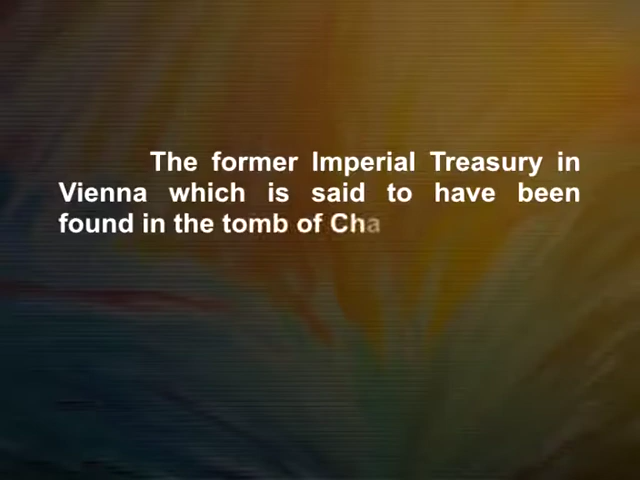 The former Imperial Treasury in
Vienna which is said to have been
found in the tomb of Cha